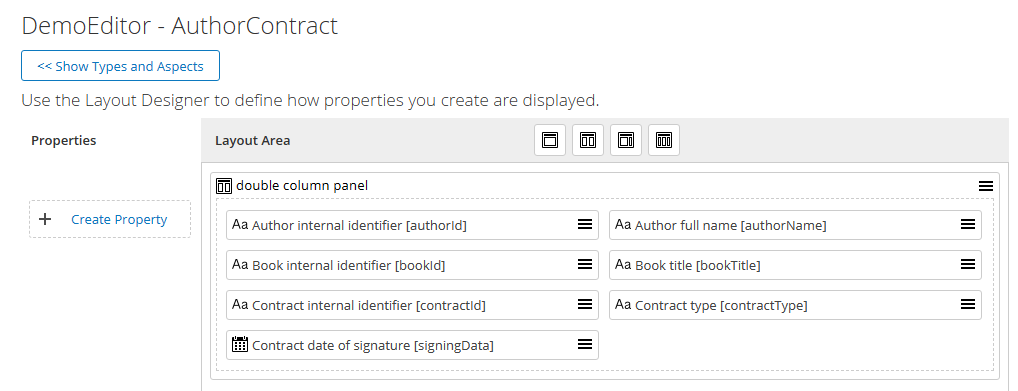 DemoEditor - AuthorContract
<< Show Types and Aspects
Use the Layout Designer to define how properties you create are displayed.
Properties
Layout Area
double column panel
+ Create Property
Aa Author internal identifier [authorId]
Aa Author full name [authorName]
Aa Book internal identifier [bookId]
Aa Book title [bookTitle]
Aa Contract internal identifier [contractId]
Aa Contract type [contractType]
Contract date of signature [signingData]